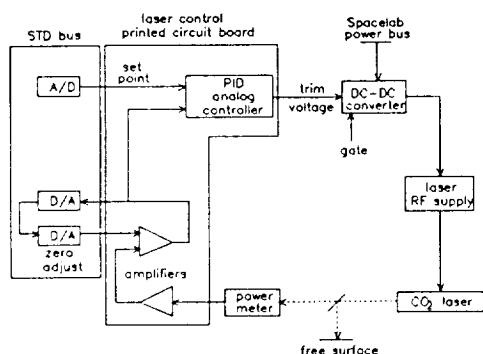 laser control
printed circuit board
STD bus
Spacelab
power bus
A/D
set
point
PID
analog
controller
trim
voltage
DC-DC
converter
gate
D/A
D/A
zero
adjust
amplifiers
laser
RF supply
power
meter
CO2 laser
free surface